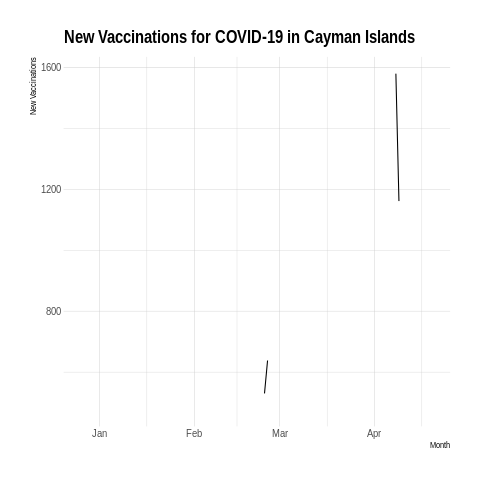 New Vaccinations for COVID-19 in Cayman Islands
New Vaccinations
1600
1200
800
Jan Feb Mar Apr
Month